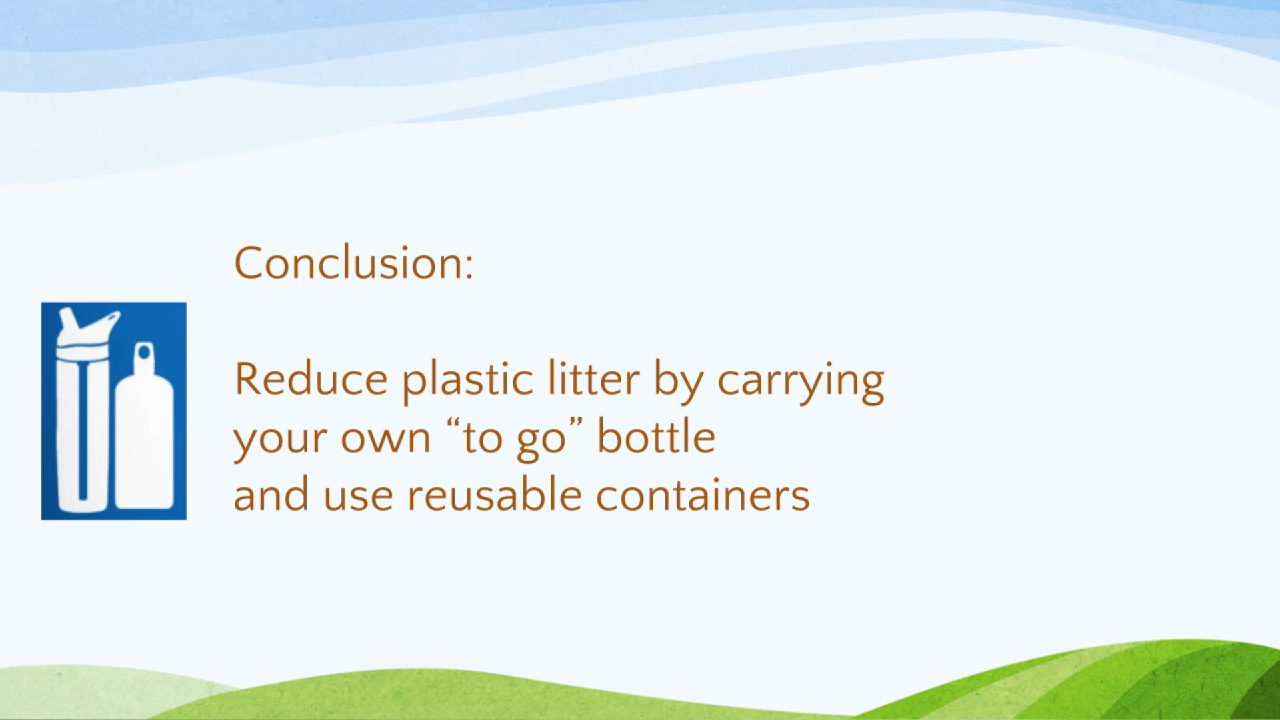 Conclusion:
Reduce plastic litter by carrying
your own “to go” bottle
and use reusable containers